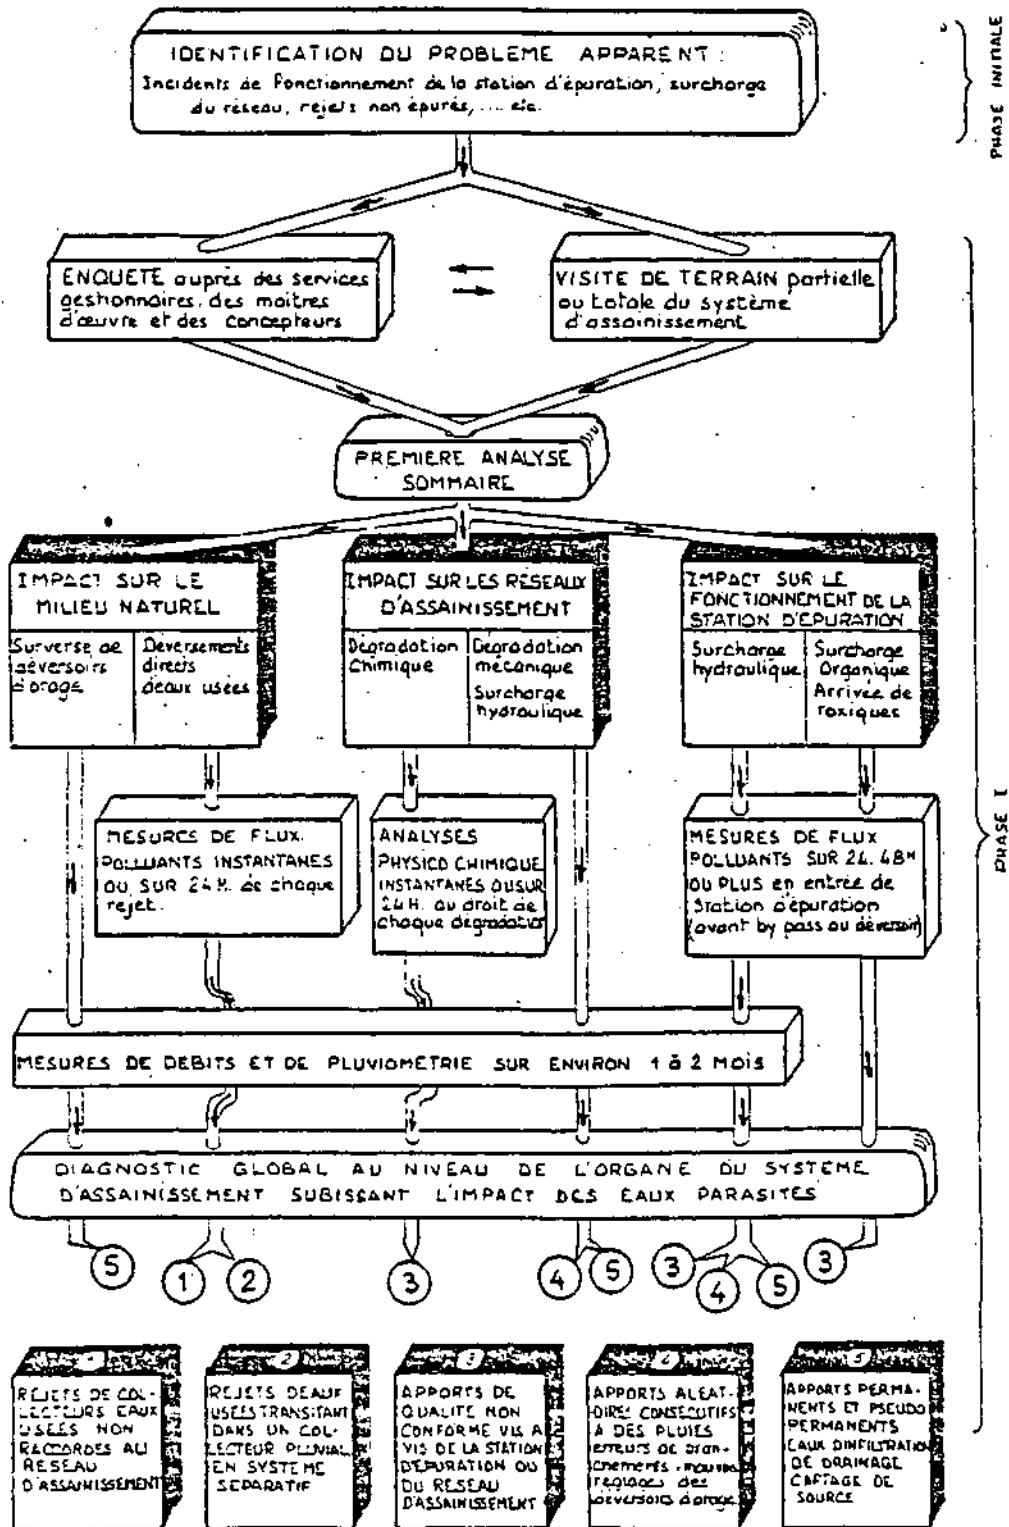 IDENTIFICATION DU PROBLEME APPARENT :
Incidents de Fonctionnement de la station d'épuration, surcharge
du réseau, rejets non épurés, ... etc.
PHASE INITIALE
ENQUETE auprès des services
gestionnaires, des maitres
d'œuvre et des concepteurs
VISITE DE TERRAIN partielle
ou totale du système
d'assainissement
PREMIERE ANALYSE
SOMMAIRE
IMPACT SUR LE
MILIEU NATUREL
Surverse de
déversoirs
d'orage
Déversements
directs
d'eaux usées
IMPACT SUR LES RESEAUX
D'ASSAINISSEMENT
Dégradation
Chimique
Dégradation
mécanique
Surcharge
hydraulique
IMPACT SUR LE
FONCTIONNEMENT DE LA
STATION D'EPURATION
Surcharge
hydraulique
Surcharge
Organique
Arrivée de
toxiques
MESURES DE FLUX
POLLUANTS INSTANTANES
OU SUR 24H. de chaque
rejet.
ANALYSES
PHYSICO CHIMIQUE
INSTANTANES OU SUR
24H. au droit de
chaque dégradation
MESURES DE FLUX
POLLUANTS SUR 24. 48H
OU PLUS en entrée de
Station d'épuration
(avant by pass ou déversoir)
PHASE I
MESURES DE DEBITS ET DE PLUVIOMETRIE SUR ENVIRON 1 à 2 MOIS
DIAGNOSTIC GLOBAL AU NIVEAU DE L'ORGANE DU SYSTEME
D'ASSAINISSEMENT SUBISSANT L'IMPACT DES EAUX PARASITES
5
1 2
3
4 5
3 4 5
3
1
REJETS DE COL-
LECTEURS EAUX
USEES NON
RACCORDES AU
RESEAU
D'ASSAINISSEMENT
2
REJETS D'EAUX
USEES TRANSITANT
DANS UN COL-
LECTEUR PLUVIAL
EN SYSTEME
SEPARATIF
3
APPORTS DE
QUALITE NON
CONFORME VIS A
VIS DE LA STATION
D'EPURATION OU
DU RESEAU
D'ASSAINISSEMENT
4
APPORTS ALEAT-
OIRES CONSECUTIFS
A DES PLUIES
erreurs de bran-
chements - mauvais
réglages des
déversoirs d'orage
5
APPORTS PERMA-
NENTS ET PSEUDO
PERMANENTS
EAUX D'INFILTRATION
DE DRAINAGE
CAPTAGE DE
SOURCE